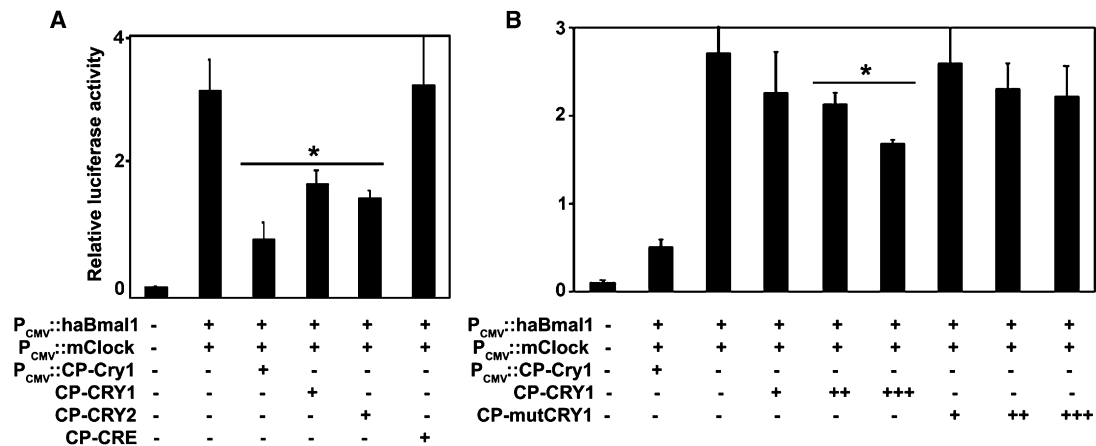 A
B
Relative luciferase activity
4
2
0
*
3
2
1
0
*
PCMV::haBmal1 - + + + + +
PCMV::mClock - + + + + +
PCMV::CP-Cry1 - - + - - -
CP-CRY1 - - - + - -
CP-CRY2 - - - - + -
CP-CRE - - - - - +
PCMV::haBmal1 - + + + + + + + +
PCMV::mClock - + + + + + + + +
PCMV::CP-Cry1 - + - - - - - - -
CP-CRY1 - - - + ++ +++ - - -
CP-mutCRY1 - - - - - - + ++ +++